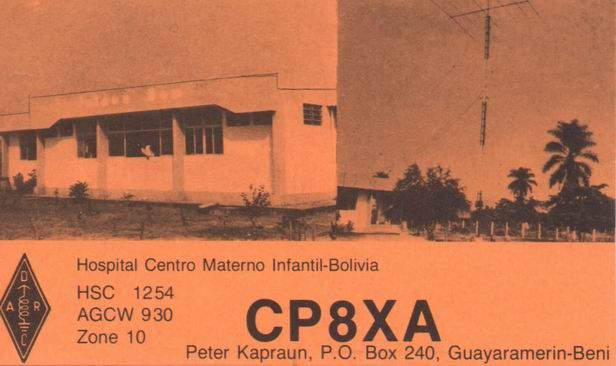 Hospital Centro Materno Infantil-Bolivia
D
A R
C
HSC 1254
AGCW 930
Zone 10
CP8XA
Peter Kapraun, P.O. Box 240, Guayaramerin-Beni